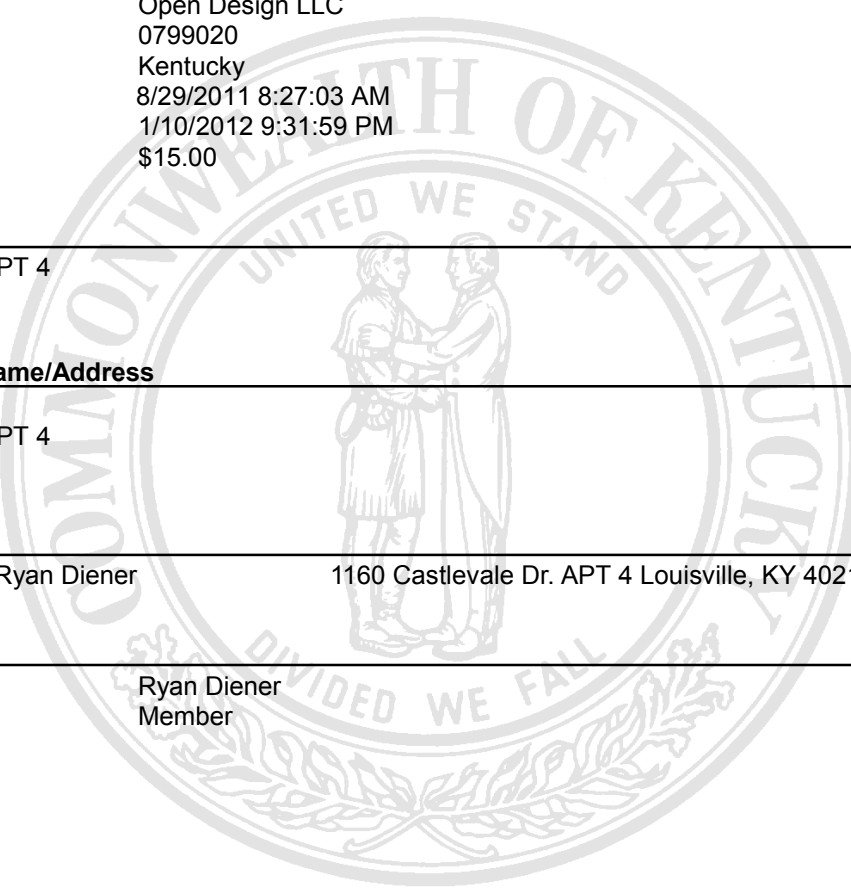 Open Design LLC
0799020
Kentucky
8/29/2011 8:27:03 AM
1/10/2012 9:31:59 PM
$15.00
PT 4
ame/Address
PT 4
Ryan Diener 1160 Castlevale Dr. APT 4 Louisville, KY 4021
Ryan Diener
Member
COMMONWEALTH OF KENTUCKY
UNITED WE STAND
DIVIDED WE FALL